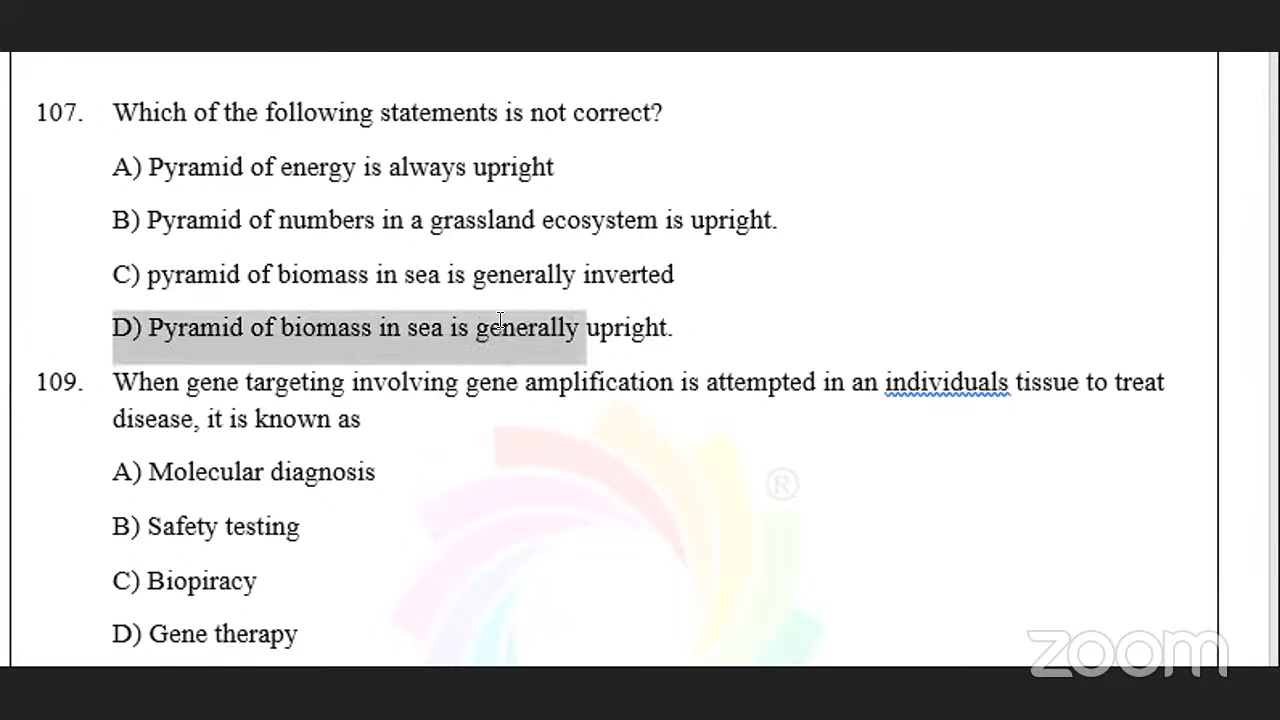 107. Which of the following statements is not correct?
A) Pyramid of energy is always upright
B) Pyramid of numbers in a grassland ecosystem is upright.
C) pyramid of biomass in sea is generally inverted
D) Pyramid of biomass in sea is generally upright.
109. When gene targeting involving gene amplification is attempted in an individuals tissue to treat
disease, it is known as
A) Molecular diagnosis
®
B) Safety testing
C) Biopiracy
D) Gene therapy
zoom